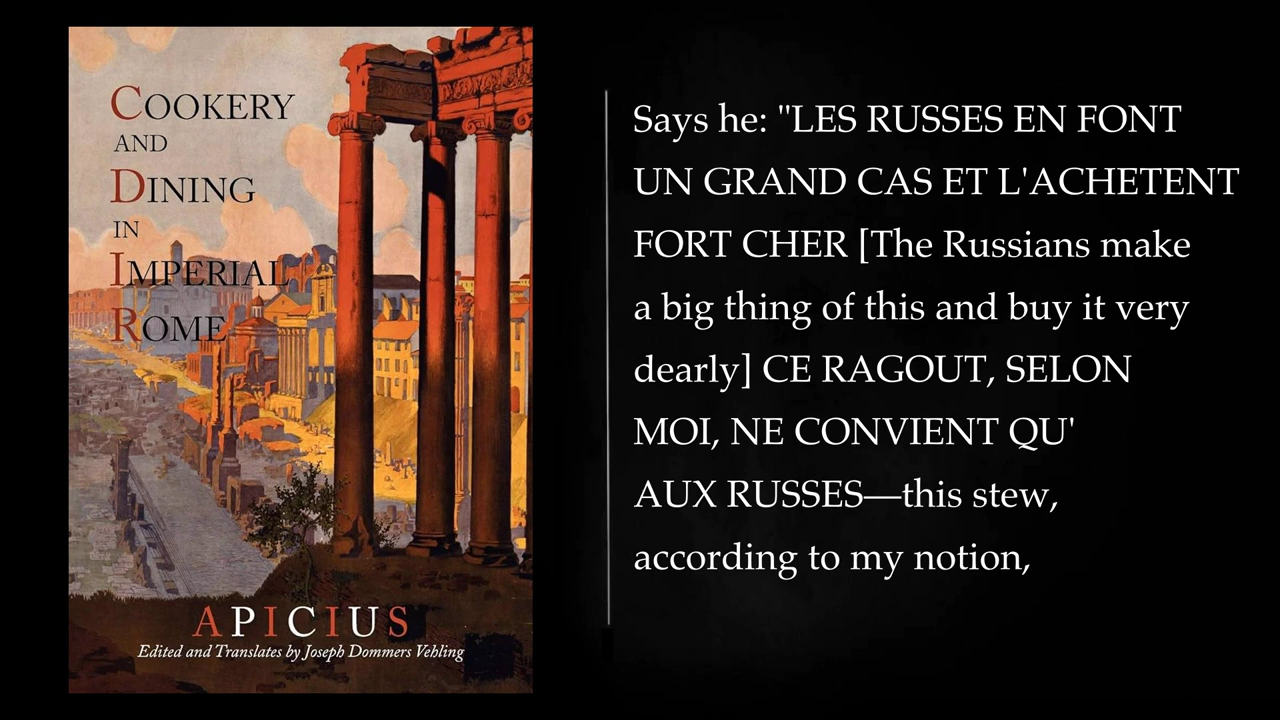 COOKERY
AND
DINING
IN
IMPERIAL
ROME
APICIUS
Edited and Translates by Joseph Dommers Vehling
Says he: "LES RUSSES EN FONT
UN GRAND CAS ET L'ACHETENT
FORT CHER [The Russians make
a big thing of this and buy it very
dearly] CE RAGOUT, SELON
MOI, NE CONVIENT QU'
AUX RUSSES—this stew,
according to my notion,